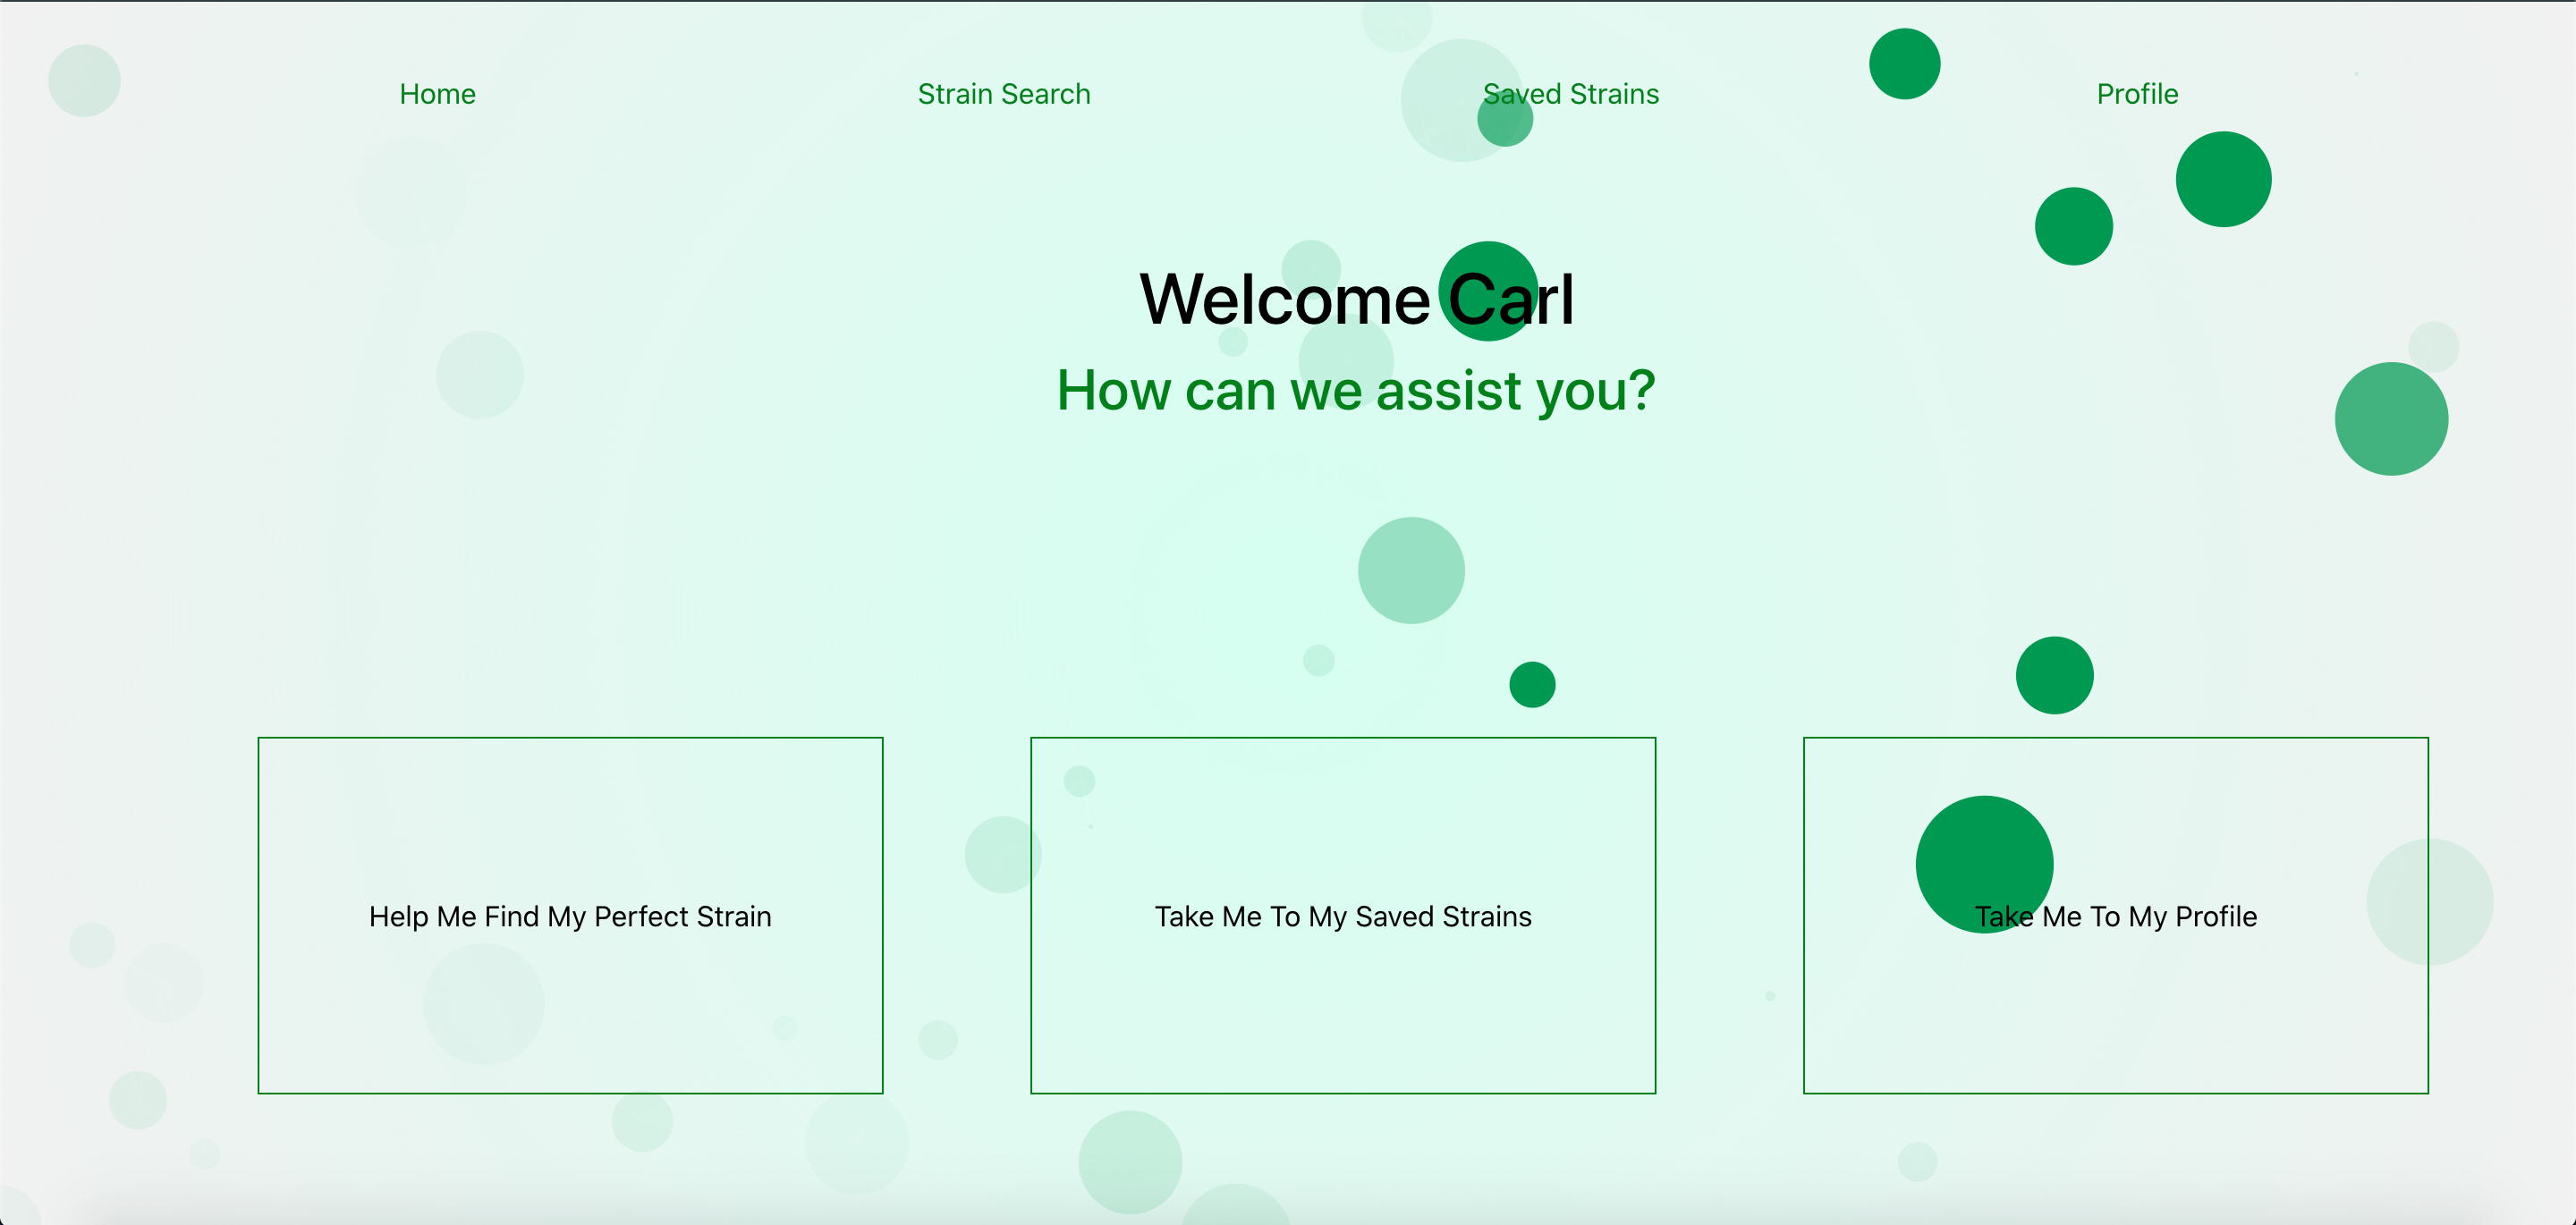 Home
Strain Search
Saved Strains
Profile
Welcome Carl
How can we assist you?
Help Me Find My Perfect Strain
Take Me To My Saved Strains
Take Me To My Profile